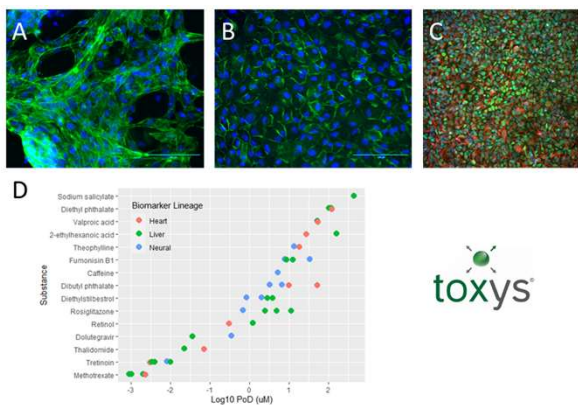 A
B
C
D
Sodium salicylate
Diethyl phthalate
Valproic acid
2-ethylhexanoic acid
Theophylline
Fumonisin B1
Caffeine
Dibutyl phthalate
Diethylstilbestrol
Rosiglitazone
Retinol
Dolutegravir
Thalidomide
Tretinoin
Methotrexate
Substance
Biomarker Lineage
Heart
Liver
Neural
-3
-2
-1
0
1
2
Log10 PoD (uM)
toxys®